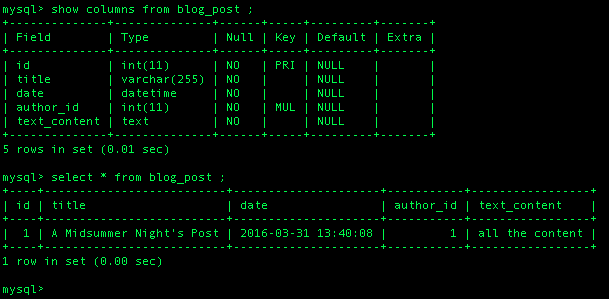 mysql> show columns from blog_post ;
+--------------+--------------+------+-----+---------+-------+
| Field        | Type         | Null | Key | Default | Extra |
+--------------+--------------+------+-----+---------+-------+
| id           | int(11)      | NO   | PRI | NULL    |       |
| title        | varchar(255) | NO   |     | NULL    |       |
| date         | datetime     | NO   |     | NULL    |       |
| author_id    | int(11)      | NO   | MUL | NULL    |       |
| text_content | text         | NO   |     | NULL    |       |
+--------------+--------------+------+-----+---------+-------+
5 rows in set (0.01 sec)
mysql> select * from blog_post ;
+----+--------------------------+---------------------+-----------+-----------------+
| id | title                    | date                | author_id | text_content    |
+----+--------------------------+---------------------+-----------+-----------------+
|  1 | A Midsummer Night's Post | 2016-03-31 13:40:08 |         1 | all the content |
+----+--------------------------+---------------------+-----------+-----------------+
1 row in set (0.00 sec)
mysql>